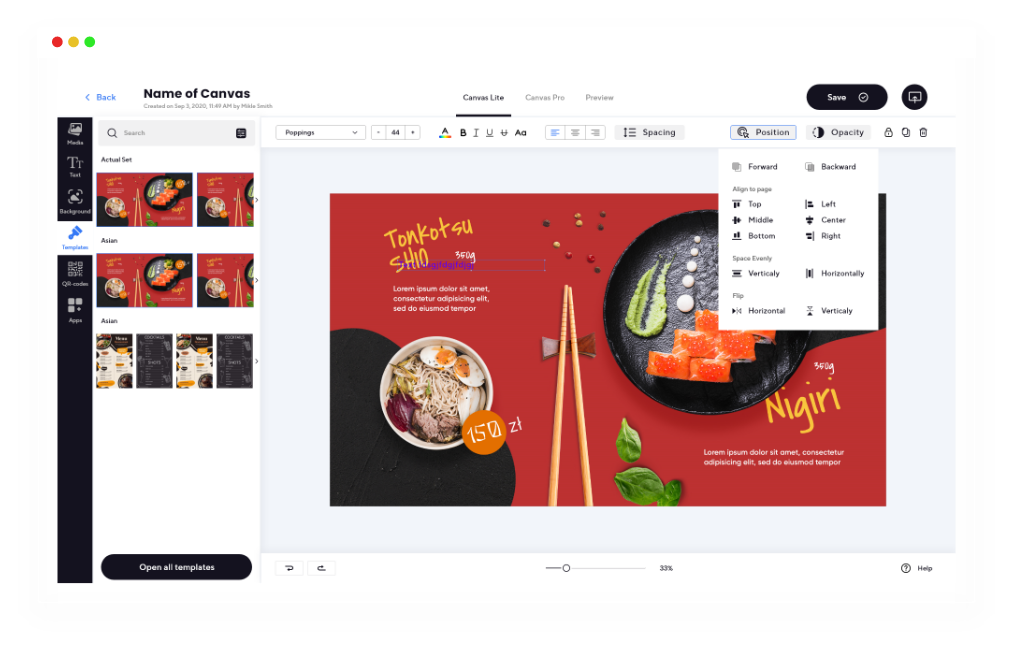 Back
Name of Canvas
Created on Sep 3, 2020, 11:49 AM by Mikle Smith
Canvas Lite
Canvas Pro
Preview
Save
Poppings
- 44 +
A B I U U Aa
Spacing
Position
Opacity
Media
Text
Background
Templates
QR-codes
Apps
Search
Actual Set
Asian
Asian
Open all templates
Forward
Backward
Align to page
Top
Left
Middle
Center
Bottom
Right
Space Evenly
Verticaly
Horizontally
Flip
Horizontal
Verticaly
Tonkotsu
SHIO
350g
Lorem ipsum dolor sit amet,
consectetur adipisicing elit,
sed do eiusmod tempor
150 zł
350g
Nigiri
Lorem ipsum dolor sit amet, consectetur
adipisicing elit, sed do eiusmod tempor
33%
Help